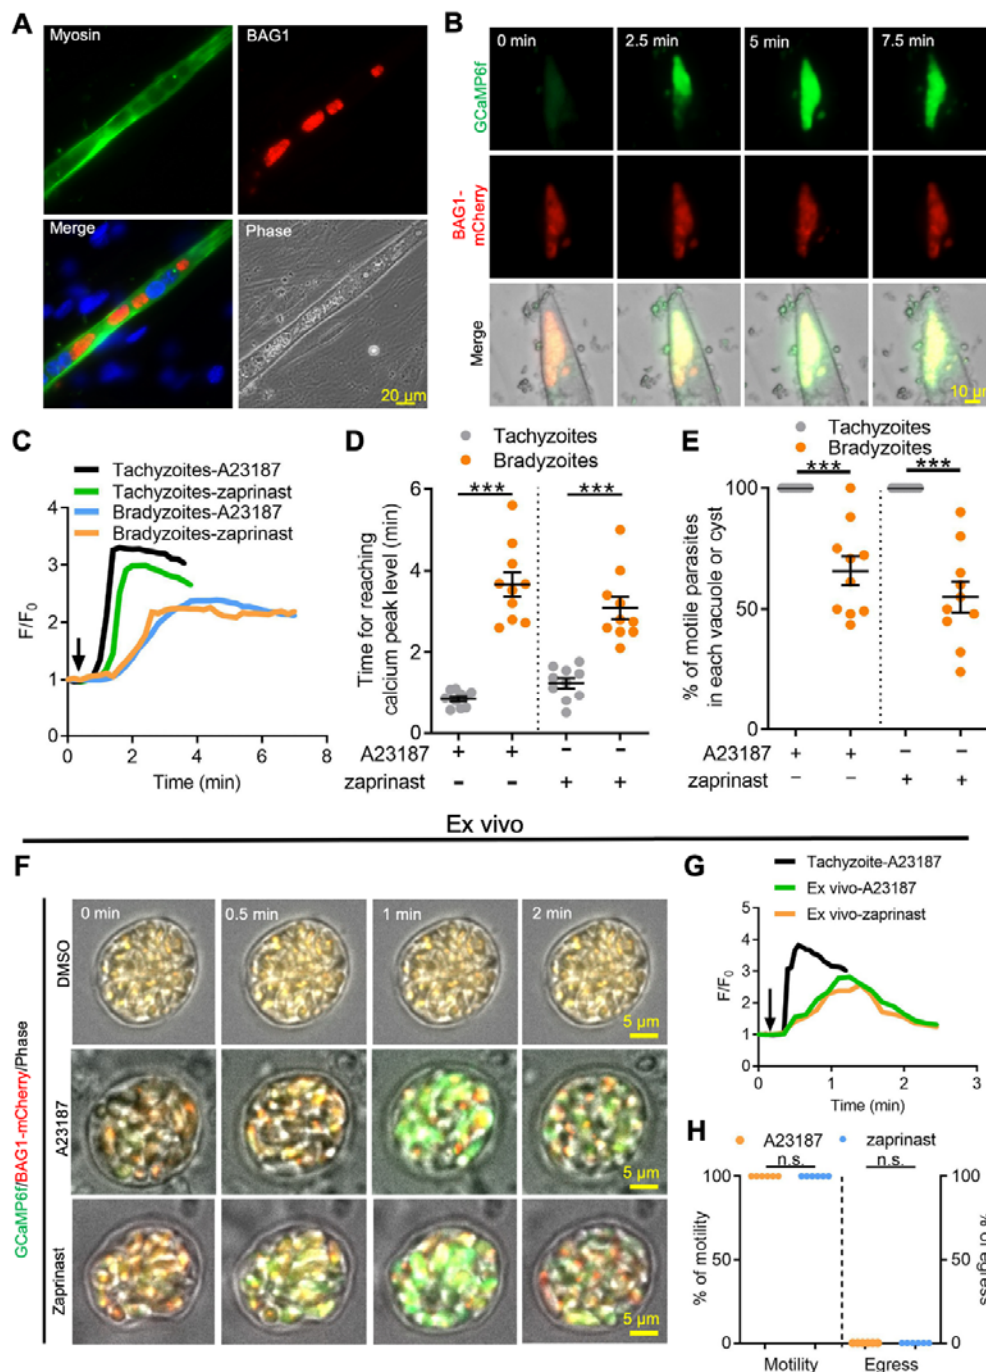 A
Myosin
BAG1
Merge
Phase
20 µm
B
0 min
2.5 min
5 min
7.5 min
GCaMP6f
BAG1-
mCherry
Merge
10 µm
C
Tachyzoites-A23187
Tachyzoites-zaprinast
Bradyzoites-A23187
Bradyzoites-zaprinast
F/F0
4
3
2
1
0
0 2 4 6 8
Time (min)
D
Tachyzoites
Bradyzoites
***
***
Time for reaching
calcium peak level (min)
6
4
2
0
A23187 + + - -
zaprinast - - + +
E
Tachyzoites
Bradyzoites
***
***
% of motile parasites
in each vacuole or cyst
100
50
0
A23187 + + - -
zaprinast - - + +
Ex vivo
F
GCaMP6f/BAG1-mCherry/Phase
0 min
0.5 min
1 min
2 min
DMSO
5 µm
A23187
5 µm
Zaprinast
5 µm
G
Tachyzoite-A23187
Ex vivo-A23187
Ex vivo-zaprinast
F/F0
5
4
3
2
1
0
0 1 2 3
Time (min)
H
A23187
zaprinast
n.s.
n.s.
% of motility
100
50
0
100
50
0
% of egress
Motility
Egress